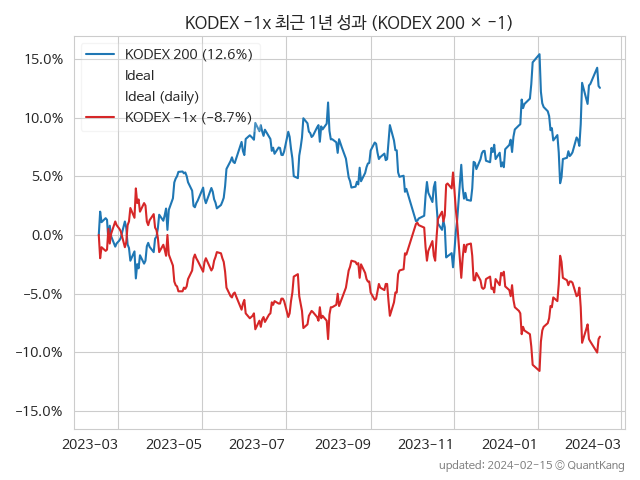 KODEX -1x 최근 1년 성과 (KODEX 200 × -1)
KODEX 200 (12.6%)
Ideal
Ideal (daily)
KODEX -1x (-8.7%)
15.0%
10.0%
5.0%
0.0%
-5.0%
-10.0%
-15.0%
2023-03 2023-05 2023-07 2023-09 2023-11 2024-01 2024-03
updated: 2024-02-15 © QuantKang